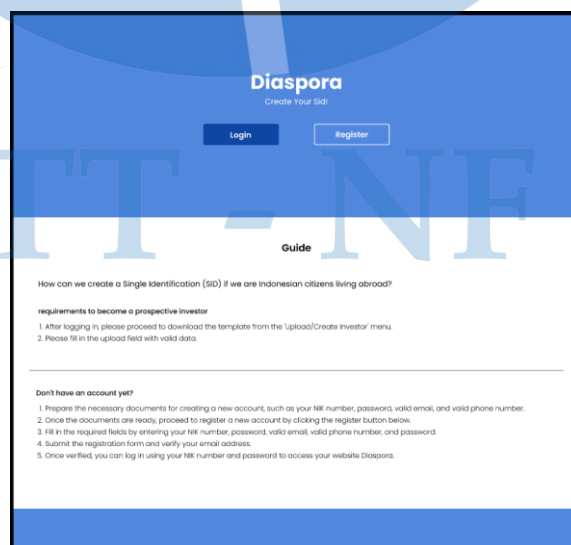 Diaspora
Create Your Sid!
Login
Register
TT - NF
Guide
How can we create a Single Identification (SID) if we are Indonesian citizens living abroad?
requirements to become a prospective investor
1. After logging in, please proceed to download the template from the 'Upload/Create Investor' menu.
2. Please fill in the upload field with valid data.
Don't have an account yet?
1. Prepare the necessary documents for creating a new account, such as your NIK number, password, valid email, and valid phone number.
2. Once the documents are ready, proceed to register a new account by clicking the register button below.
3. Fill in the required fields by entering your NIK number, password, valid email, valid phone number, and password.
4. Submit the registration form and verify your email address.
5. Once verified, you can log in using your NIK number and password to access your website Diaspora.